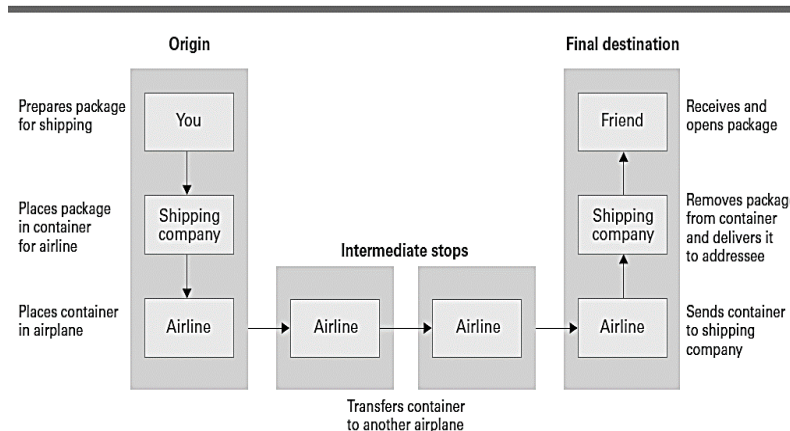 Origin
Final destination
Prepares package
for shipping
You
Friend
Receives and
opens package
Places package
in container
for airline
Shipping
company
Shipping
company
Removes packag
from container
and delivers it
to addressee
Intermediate stops
Places container
in airplane
Airline
Airline
Airline
Airline
Sends container
to shipping
company
Transfers container
to another airplane